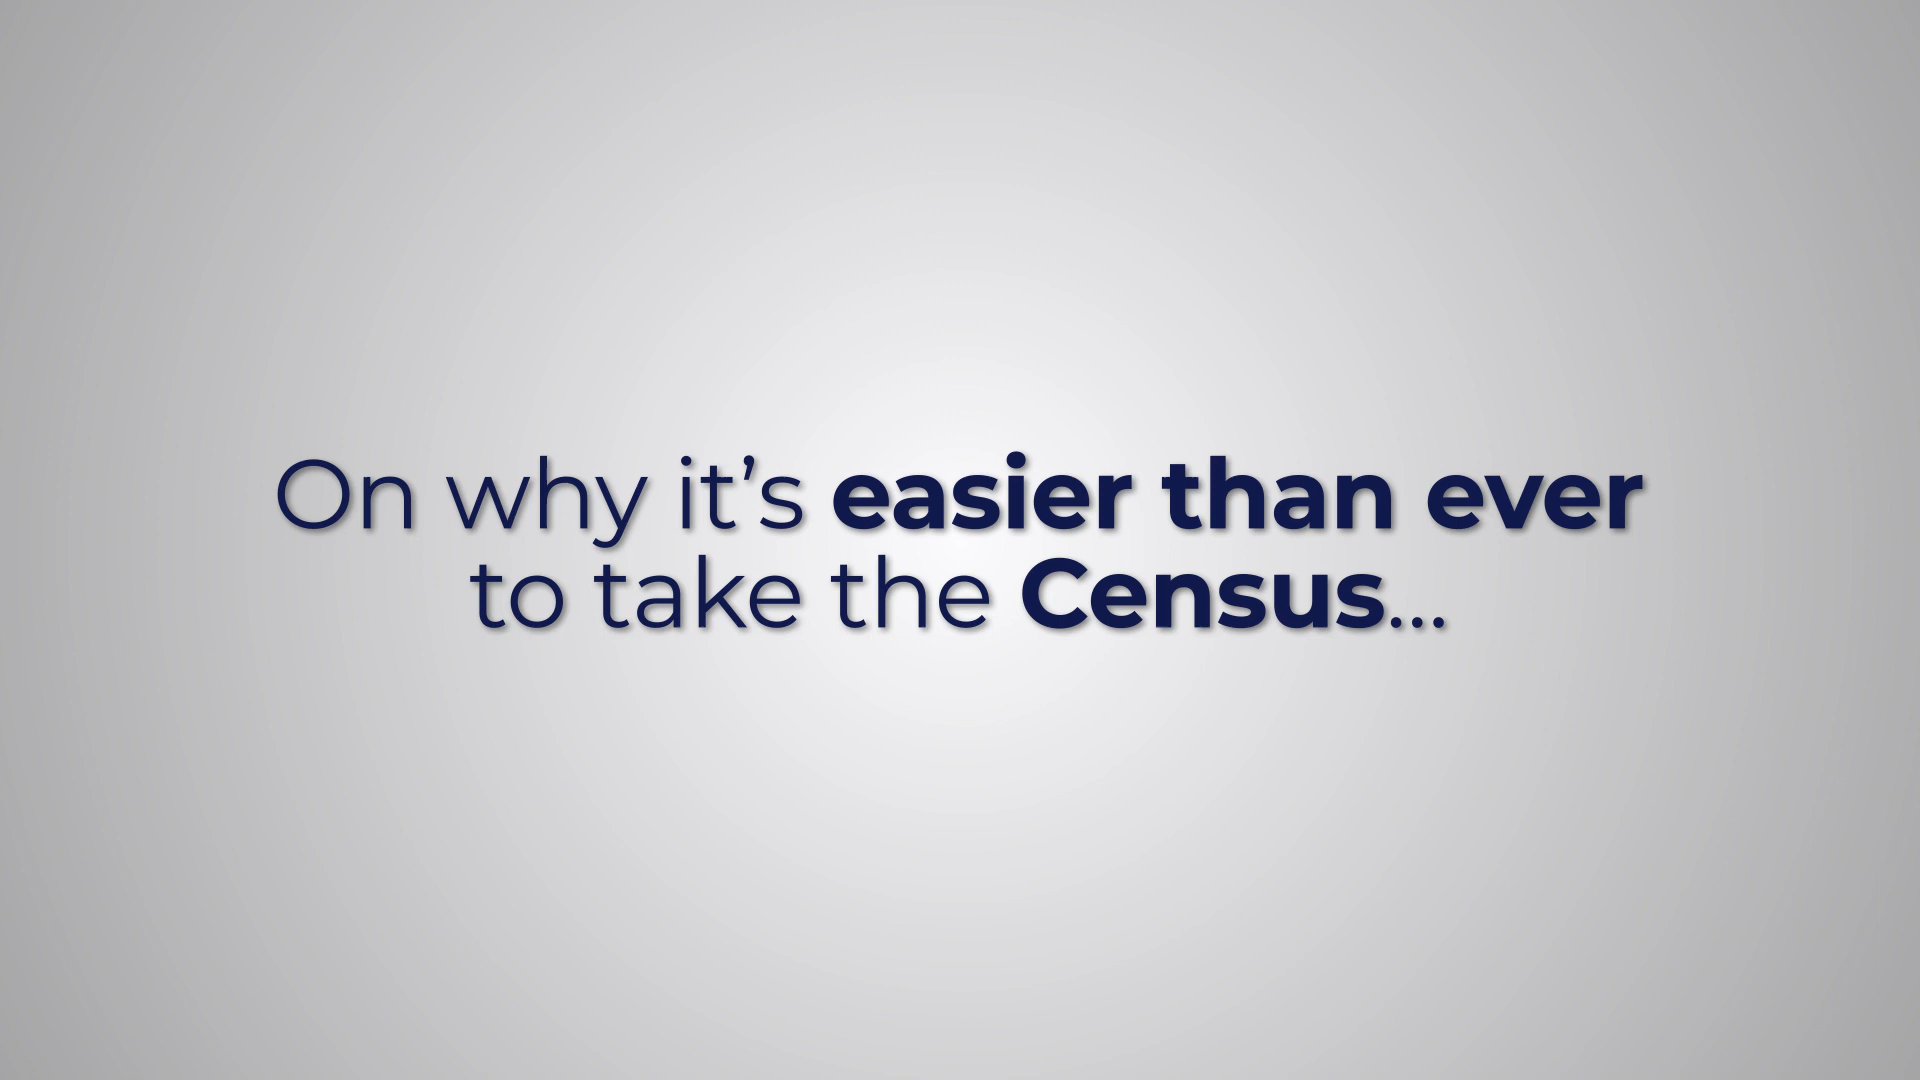 On why it’s easier than ever
to take the Census...